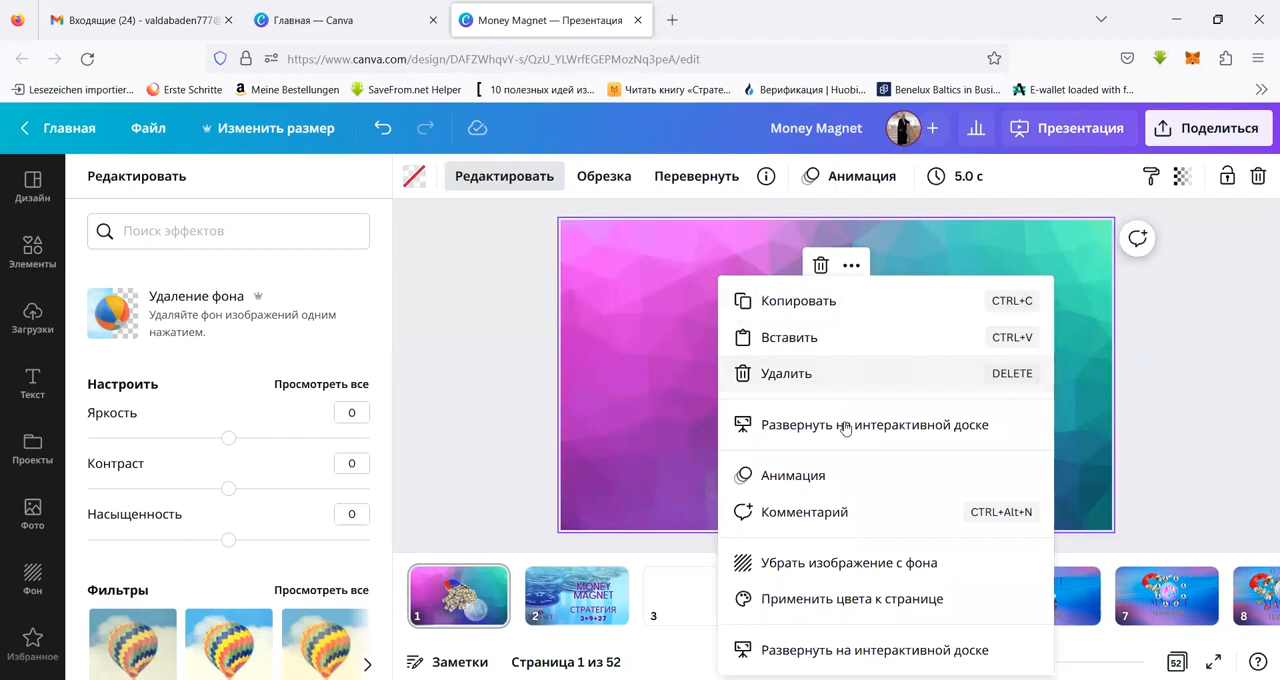 Входящие (24) - valdabaden777@
Главная — Canva
Money Magnet — Презентация
https://www.canva.com/design/DAFZWhqvY-s/QzU_YLWrfEGEPMozNq3peA/edit
Lesezeichen importier...
Erste Schritte
Meine Bestellungen
SaveFrom.net Helper
10 полезных идей из...
Читать книгу «Страте...
Верификация | Huobi...
Benelux Baltics in Busi...
E-wallet loaded with f...
Главная
Файл
Изменить размер
Money Magnet
Презентация
Поделиться
Дизайн
Элементы
Загрузки
Текст
Проекты
Фото
Фон
Избранное
Редактировать
Поиск эффектов
Удаление фона
Удаляйте фон изображений одним
нажатием.
Настроить
Просмотреть все
Яркость
0
Контраст
0
Насыщенность
0
Фильтры
Просмотреть все
Редактировать
Обрезка
Перевернуть
Анимация
5.0 с
Копировать
CTRL+C
Вставить
CTRL+V
Удалить
DELETE
Развернуть на интерактивной доске
Анимация
Комментарий
CTRL+Alt+N
Убрать изображение с фона
Применить цвета к странице
Развернуть на интерактивной доске
1
2
MONEY
MAGNET
СТРАТЕГИЯ
3+9+27
3
7
8
Заметки
Страница 1 из 52
52